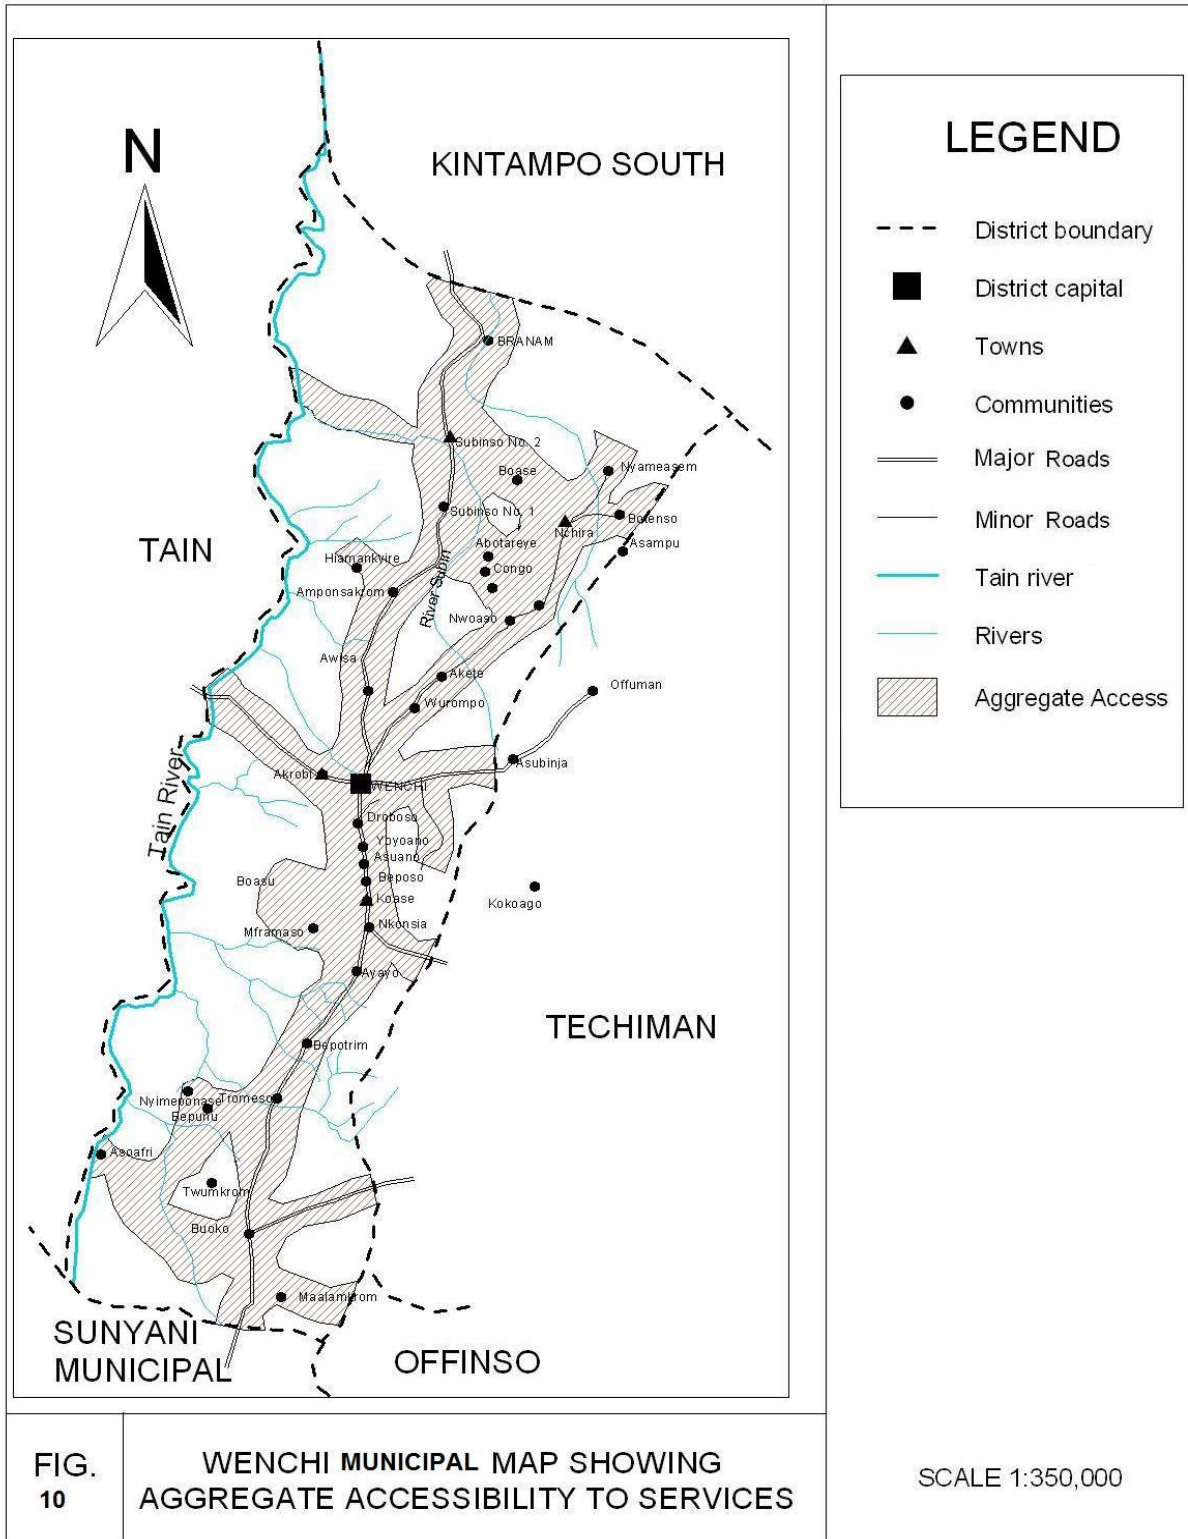 N
KINTAMPO SOUTH
BRANAM
Subinso No. 2
Boase
Nyameasem
Subinso No. 1
Nchira
Botenso
TAIN
Abotareye
Asampu
Hiamankyire
Congo
Amponsakrom
River Subin
Nwoaso
Awisa
Akete
Offuman
Wurompo
Asubinja
Akrobi
WENCHI
Tain River
Droboso
Yoyoano
Asuano
Boasu
Beposo
Koase
Kokoago
Nkonsia
Mframaso
Ayayo
TECHIMAN
Bepotrim
Nyimeponase
Tromeso
Asoafri
Twumkrom
Buoko
Maalamkrom
SUNYANI
MUNICIPAL
OFFINSO
LEGEND
District boundary
District capital
Towns
Communities
Major Roads
Minor Roads
Tain river
Rivers
Aggregate Access
FIG.
10
WENCHI MUNICIPAL MAP SHOWING
AGGREGATE ACCESSIBILITY TO SERVICES
SCALE 1:350,000